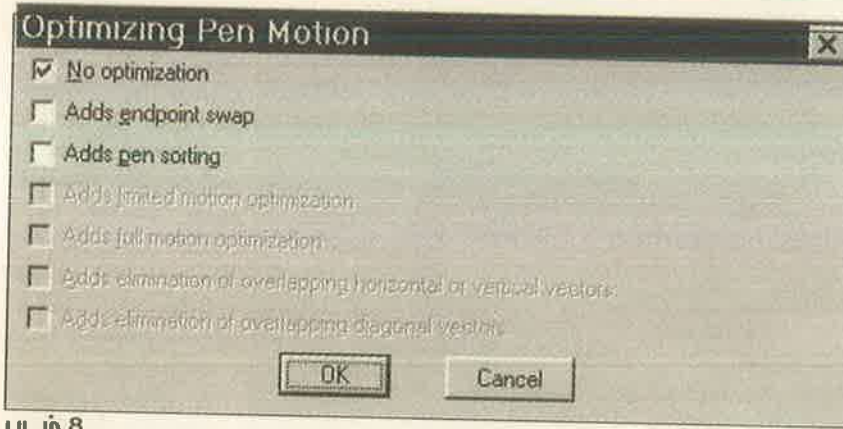 Optimizing Pen Motion
No optimization
Adds endpoint swap
Adds pen sorting
Adds limited motion optimization
Adds full motion optimization
Adds elimination of overlapping horizontal or vertical vectors
Adds elimination of overlapping diagonal vectors
OK Cancel
8